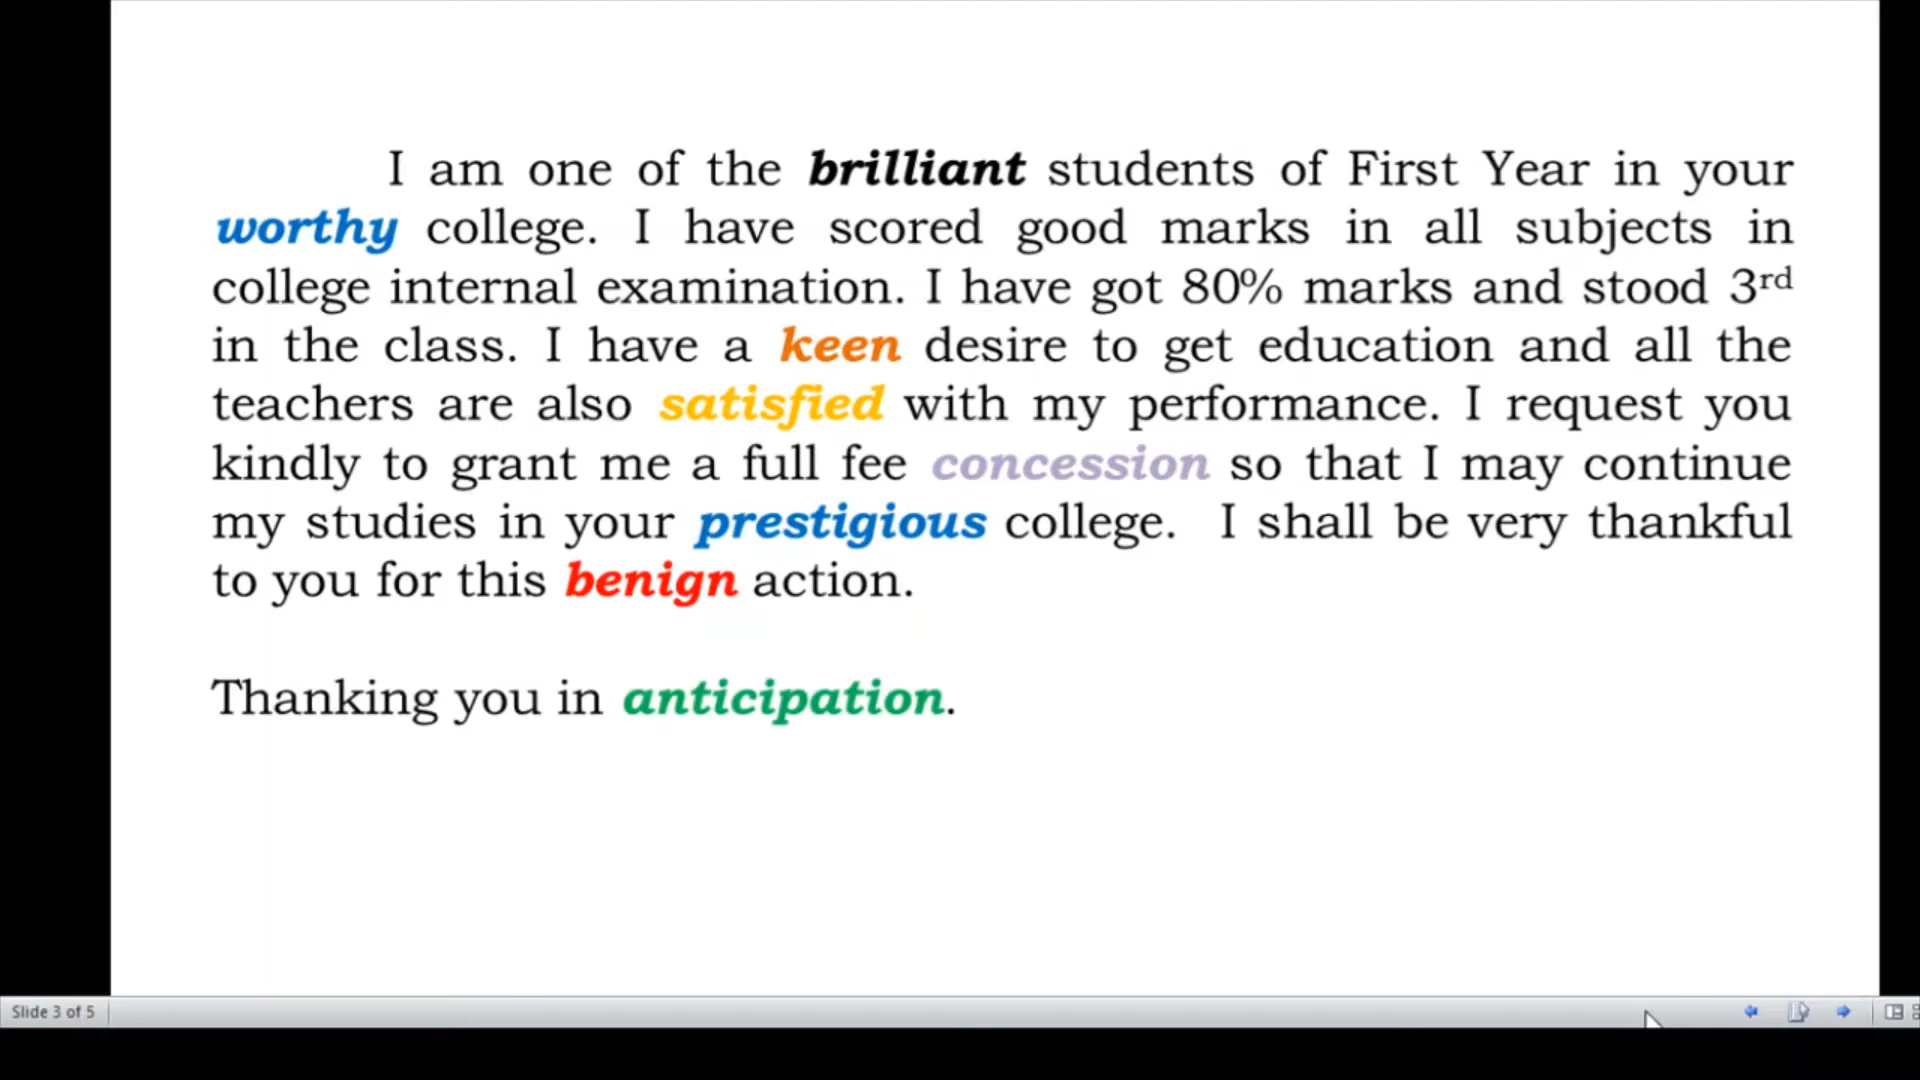 I am one of the brilliant students of First Year in your
worthy college. I have scored good marks in all subjects in
college internal examination. I have got 80% marks and stood 3rd
in the class. I have a keen desire to get education and all the
teachers are also satisfied with my performance. I request you
kindly to grant me a full fee concession so that I may continue
my studies in your prestigious college. I shall be very thankful
to you for this benign action.
Thanking you in anticipation.
Slide 3 of 5